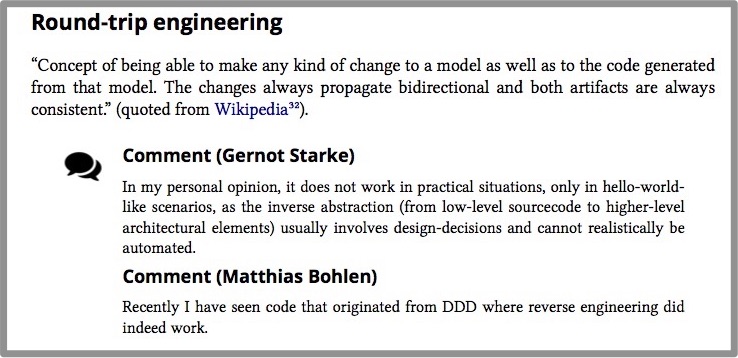 Round-trip engineering
“Concept of being able to make any kind of change to a model as well as to the code generated
from that model. The changes always propagate bidirectional and both artifacts are always
consistent.” (quoted from Wikipedia³²).
Comment (Gernot Starke)
In my personal opinion, it does not work in practical situations, only in hello-world-
like scenarios, as the inverse abstraction (from low-level sourcecode to higher-level
architectural elements) usually involves design-decisions and cannot realistically be
automated.
Comment (Matthias Bohlen)
Recently I have seen code that originated from DDD where reverse engineering did
indeed work.